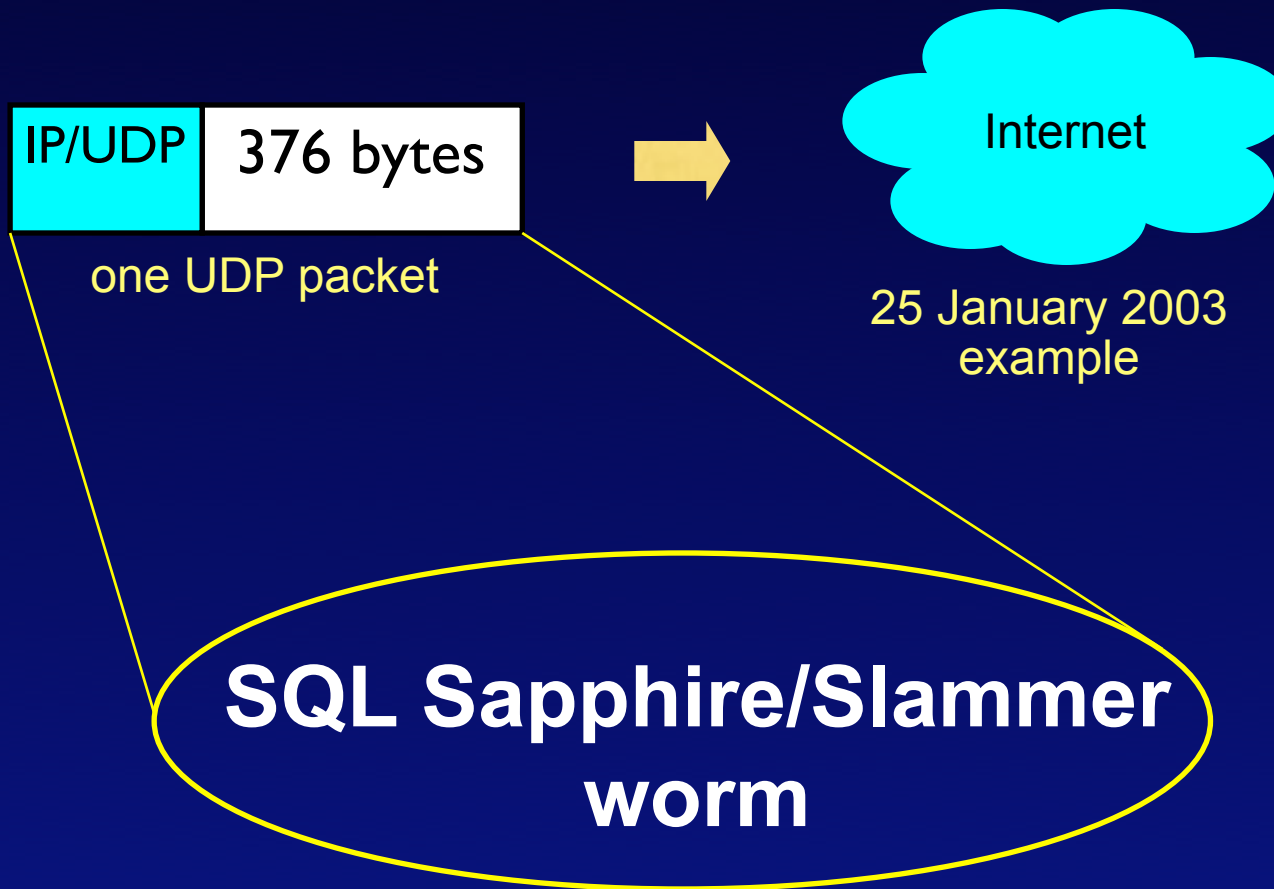 IP/UDP
376 bytes
Internet
one UDP packet
25 January 2003
example
SQL Sapphire/Slammer
worm